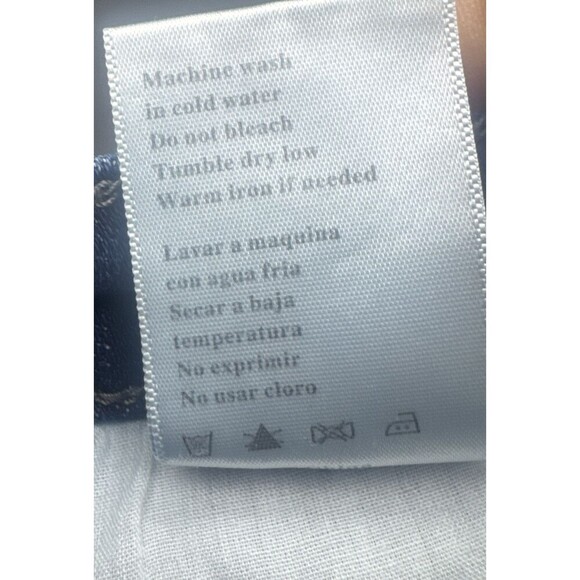 Machine wash
in cold water
Do not bleach
Tumble dry low
Warm iron if needed
Lavar a maquina
con agua fria
Secar a baja
temperatura
No exprimir
No usar cloro